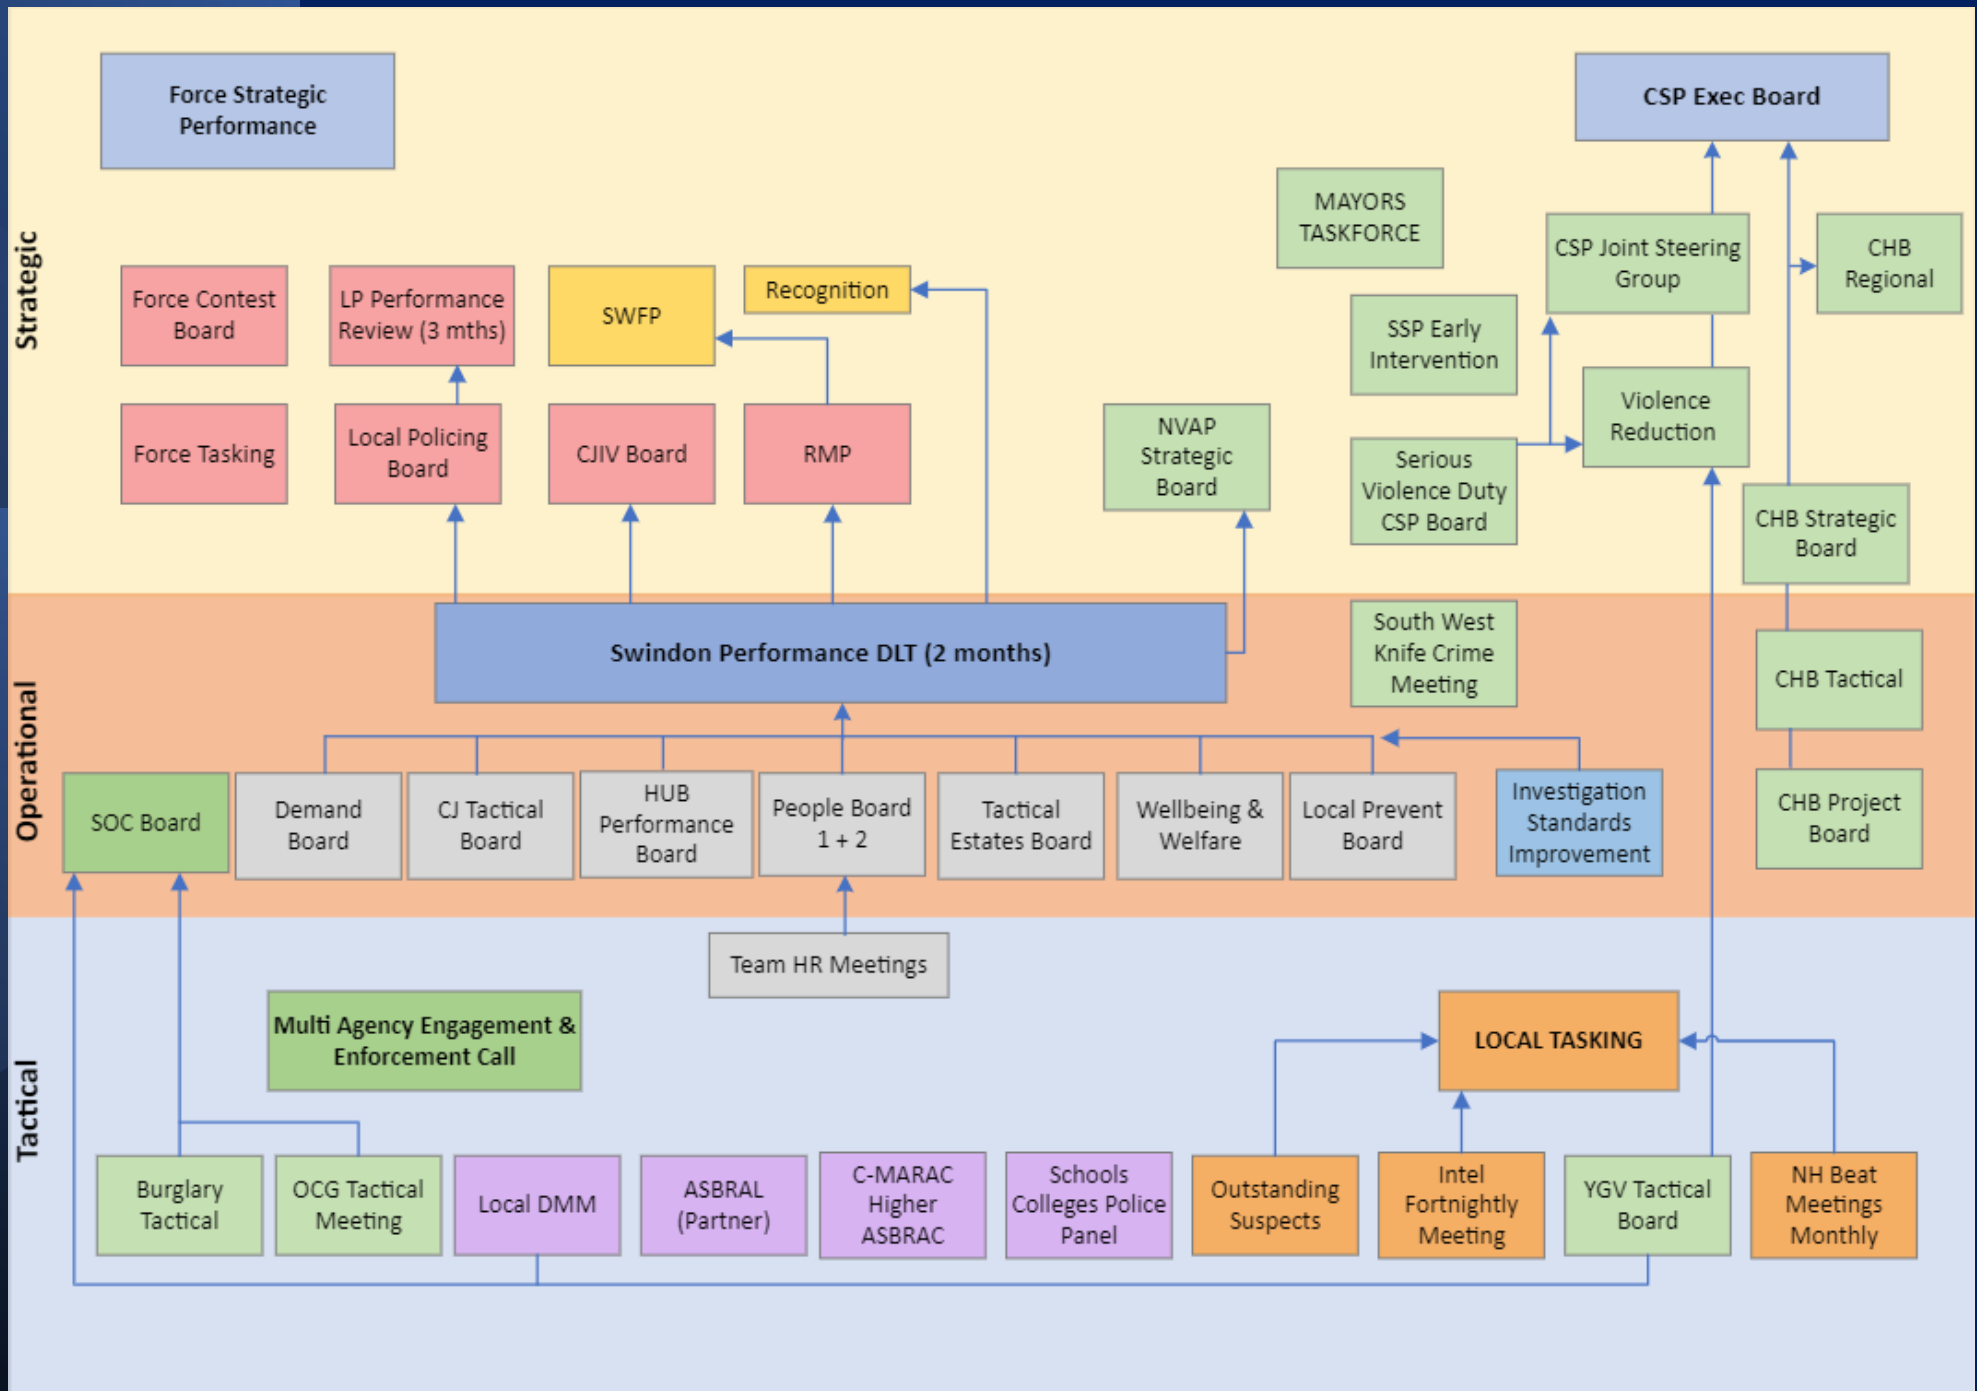 Force Strategic
Performance
CSP Exec Board
MAYORS
TASKFORCE
CSP Joint Steering
Group
CHB
Regional
Strategic
Force Contest
Board
LP Performance
Review (3 mths)
SWFP
Recognition
SSP Early
Intervention
Force Tasking
Local Policing
Board
CJIV Board
RMP
NVAP
Strategic
Board
Violence
Reduction
Serious
Violence Duty
CSP Board
CHB Strategic
Board
Operational
Swindon Performance DLT (2 months)
South West
Knife Crime
Meeting
CHB Tactical
SOC Board
Demand
Board
CJ Tactical
Board
HUB
Performance
Board
People Board
1 + 2
Tactical
Estates Board
Wellbeing &
Welfare
Local Prevent
Board
Investigation
Standards
Improvement
CHB Project
Board
Tactical
Team HR Meetings
Multi Agency Engagement &
Enforcement Call
LOCAL TASKING
Burglary
Tactical
OCG Tactical
Meeting
Local DMM
ASBRAL
(Partner)
C-MARAC
Higher
ASBRAC
Schools
Colleges Police
Panel
Outstanding
Suspects
Intel
Fortnightly
Meeting
YGV Tactical
Board
NH Beat
Meetings
Monthly